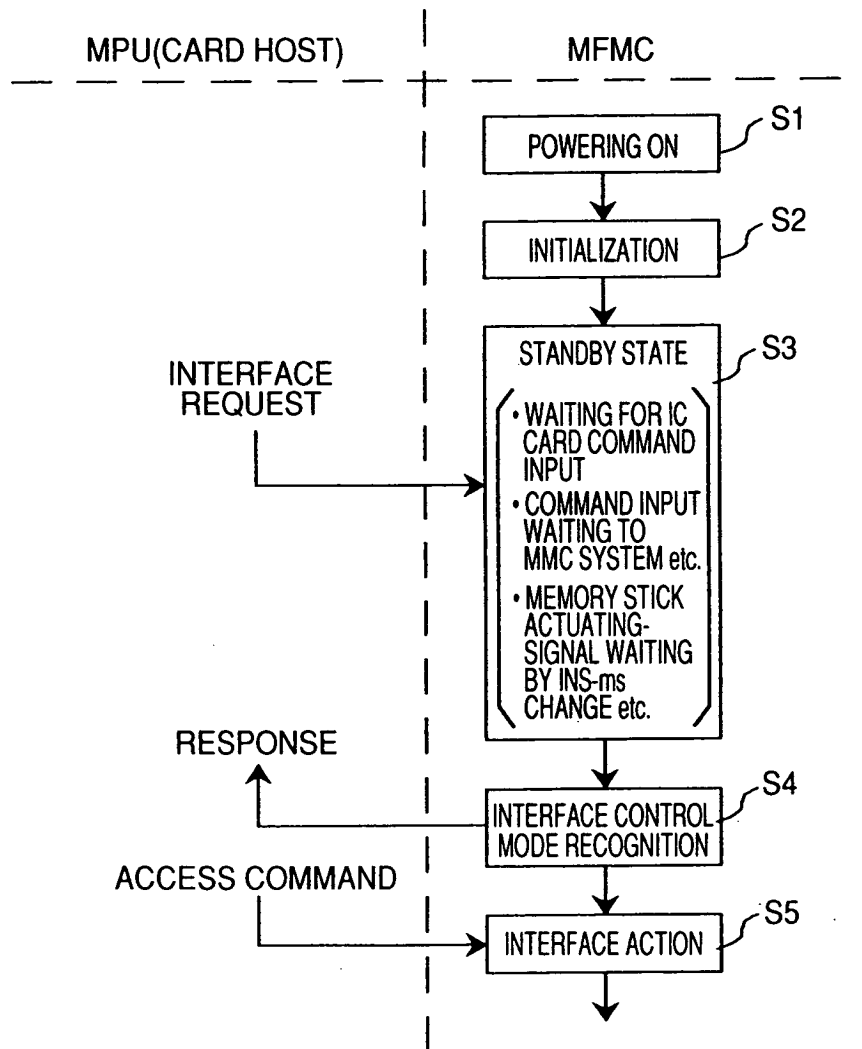 MPU(CARD HOST)
MFMC
S1
POWERING ON
S2
INITIALIZATION
S3
STANDBY STATE
INTERFACE
REQUEST
• WAITING FOR IC
CARD COMMAND
INPUT
• COMMAND INPUT
WAITING TO
MMC SYSTEM etc.
• MEMORY STICK
ACTUATING-
SIGNAL WAITING
BY INS-ms
CHANGE etc.
RESPONSE
S4
INTERFACE CONTROL
MODE RECOGNITION
ACCESS COMMAND
S5
INTERFACE ACTION